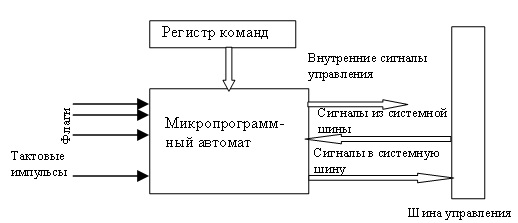 Регистр команд
Внутренние сигналы
управления
Микропрограмм-
ный автомат
Флаги
Тактовые
импульсы
Сигналы из системной
шины
Сигналы в системную
шину
Шина управления